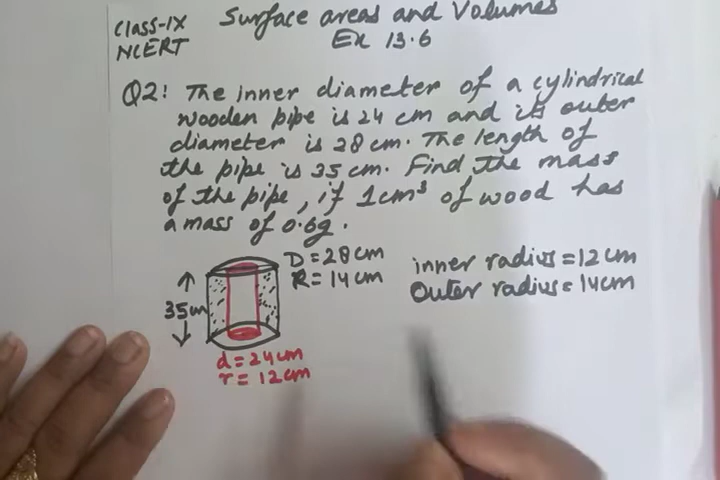 Class-IX Surface areas and Volumes
NCERT Ex 13.6
Q2: The inner diameter of a cylindrical
wooden pipe is 24 cm and its outer
diameter is 28 cm. The length of
the pipe is 35 cm. Find the mass
of the pipe, if 1cm³ of wood has
a mass of 0.6g.
D = 28 cm
R = 14 cm
inner radius = 12 cm
Outer radius = 14 cm
35cm
d = 24 cm
r = 12 cm